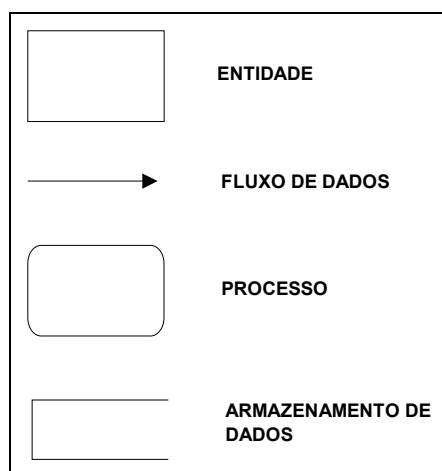 ENTIDADE
FLUXO DE DADOS
PROCESSO
ARMAZENAMENTO DE
DADOS